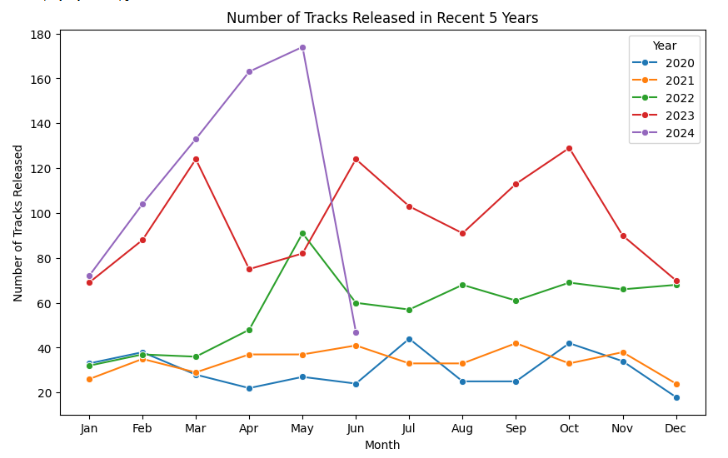 Number of Tracks Released in Recent 5 Years
180
160
140
120
100
80
60
40
20
Number of Tracks Released
Year
2020
2021
2022
2023
2024
Jan Feb Mar Apr May Jun Jul Aug Sep Oct Nov Dec
Month